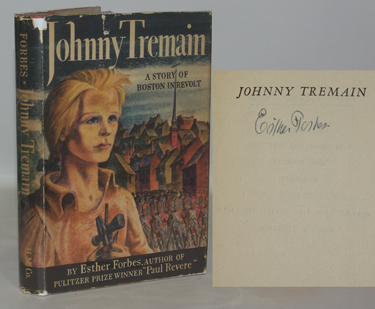 FORBES • Johnny Tremain H.M.Co.
Johnny Tremain
A STORY OF
BOSTON IN REVOLT
BY Esther Forbes, AUTHOR OF
PULITZER PRIZE WINNER "Paul Revere"
JOHNNY TREMAIN
Esther Forbes